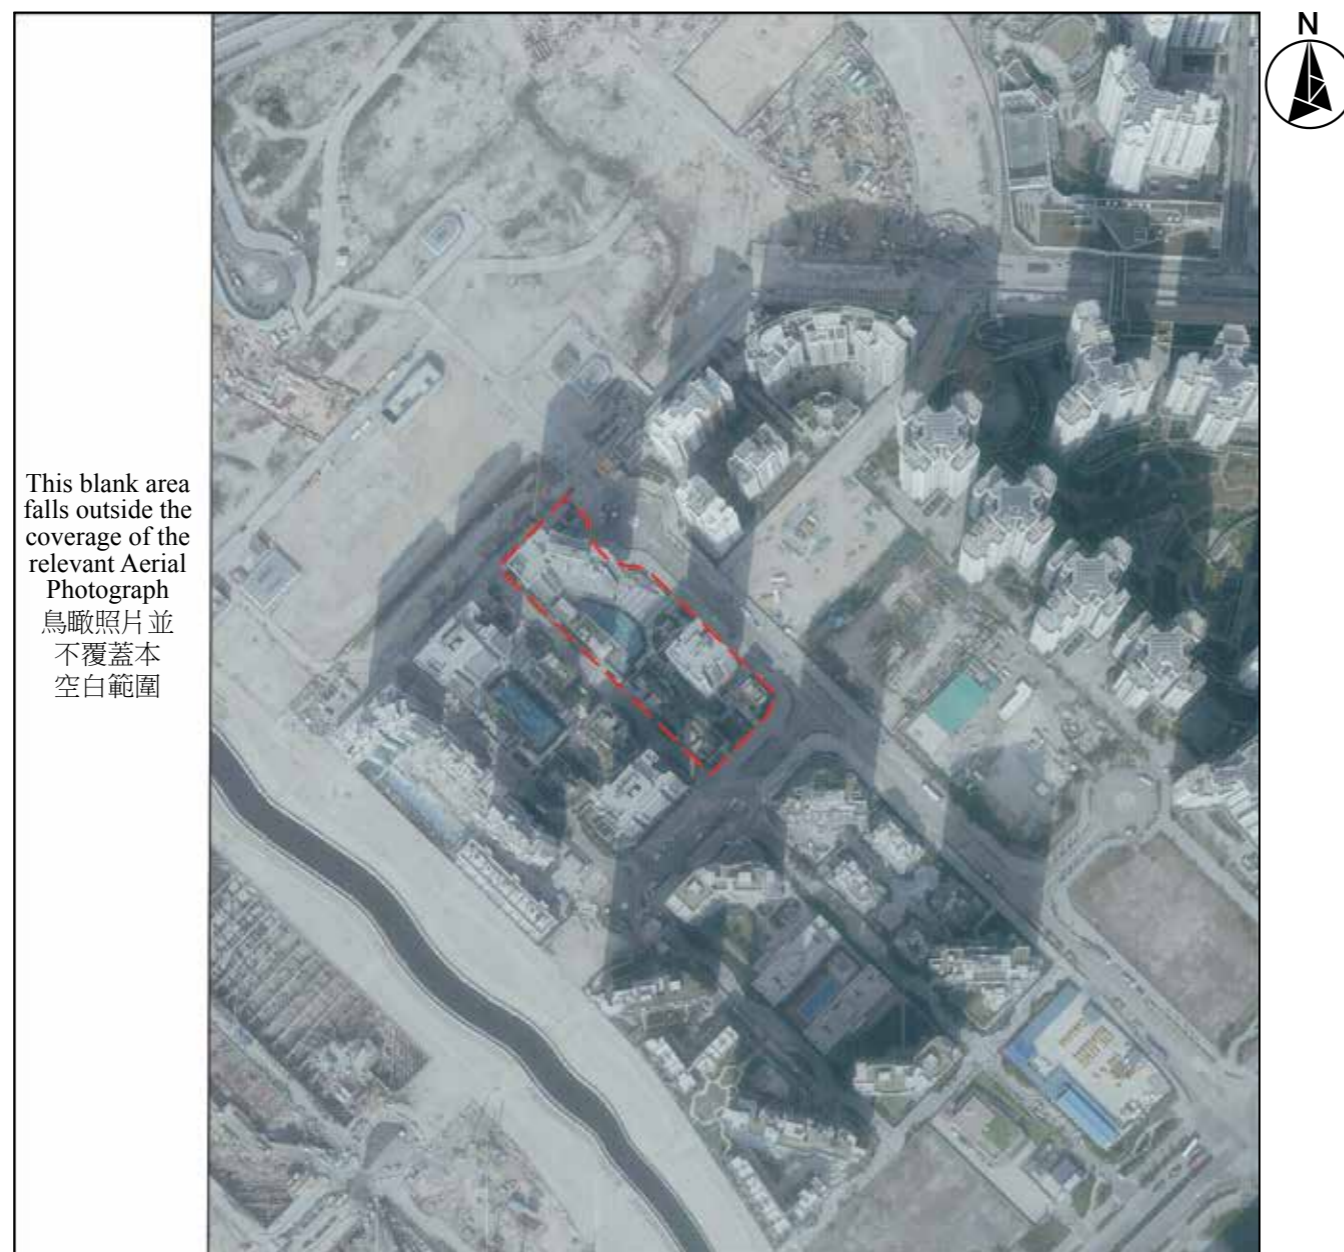 N
This blank area
falls outside the
coverage of the
relevant Aerial
Photograph
鳥瞰照片並
不覆蓋本
空白範圍